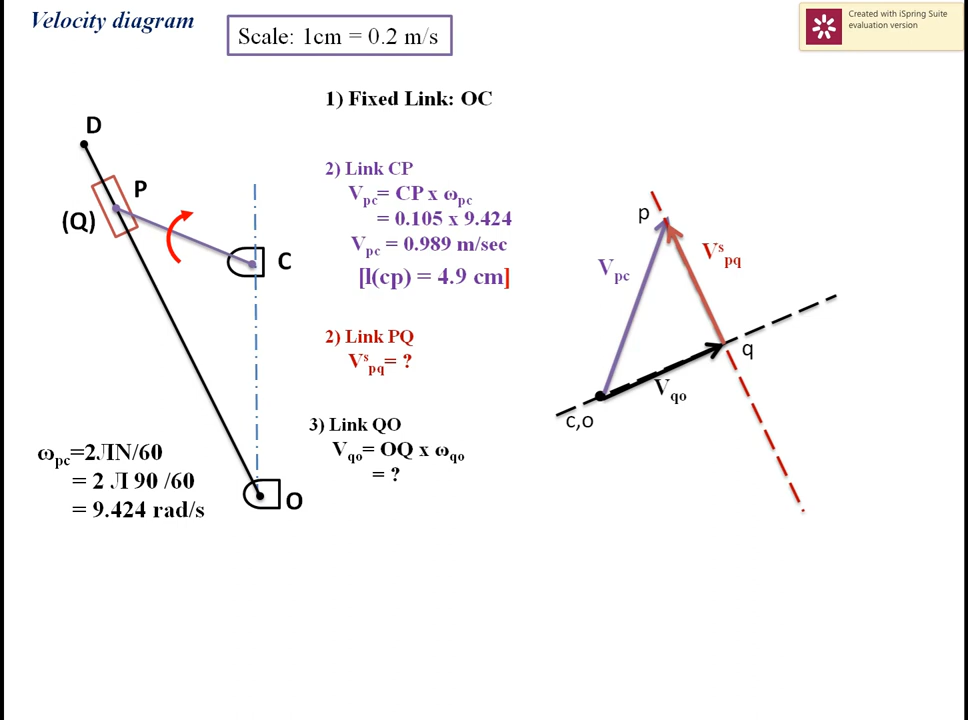 Velocity diagram
Scale: 1cm = 0.2 m/s
Created with iSpring Suite
evaluation version
1) Fixed Link: OC
D
P
(Q)
C
O
2) Link CP
Vpc= CP x ωpc
= 0.105 x 9.424
Vpc = 0.989 m/sec
[l(cp) = 4.9 cm]
2) Link PQ
Vspq= ?
3) Link QO
Vqo= OQ x ωqo
= ?
ωpc=2ЛN/60
= 2 Л 90 /60
= 9.424 rad/s
p
Vspq
Vpc
q
Vqo
c,o